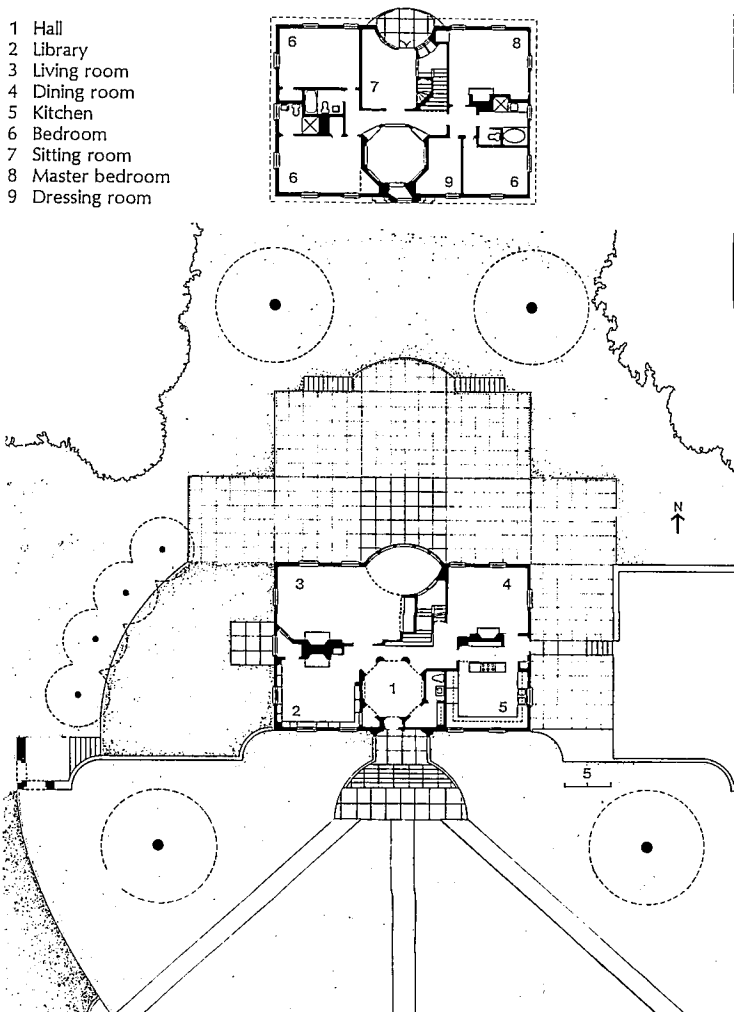 1 Hall
2 Library
3 Living room
4 Dining room
5 Kitchen
6 Bedroom
7 Sitting room
8 Master bedroom
9 Dressing room
6
8
7
6
9
6
N
3
4
1
2
5
5